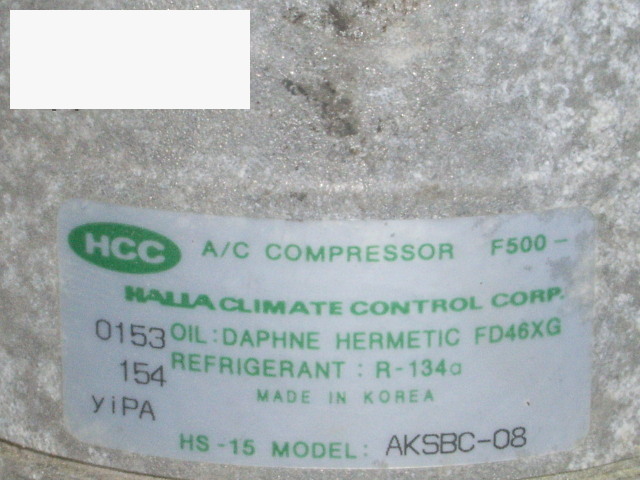 HCC A/C COMPRESSOR F500-
HALLA CLIMATE CONTROL CORP.
0153 OIL: DAPHNE HERMETIC FD46XG
154 REFRIGERANT : R-134a
yiPA MADE IN KOREA
HS-15 MODEL: AKSBC-08